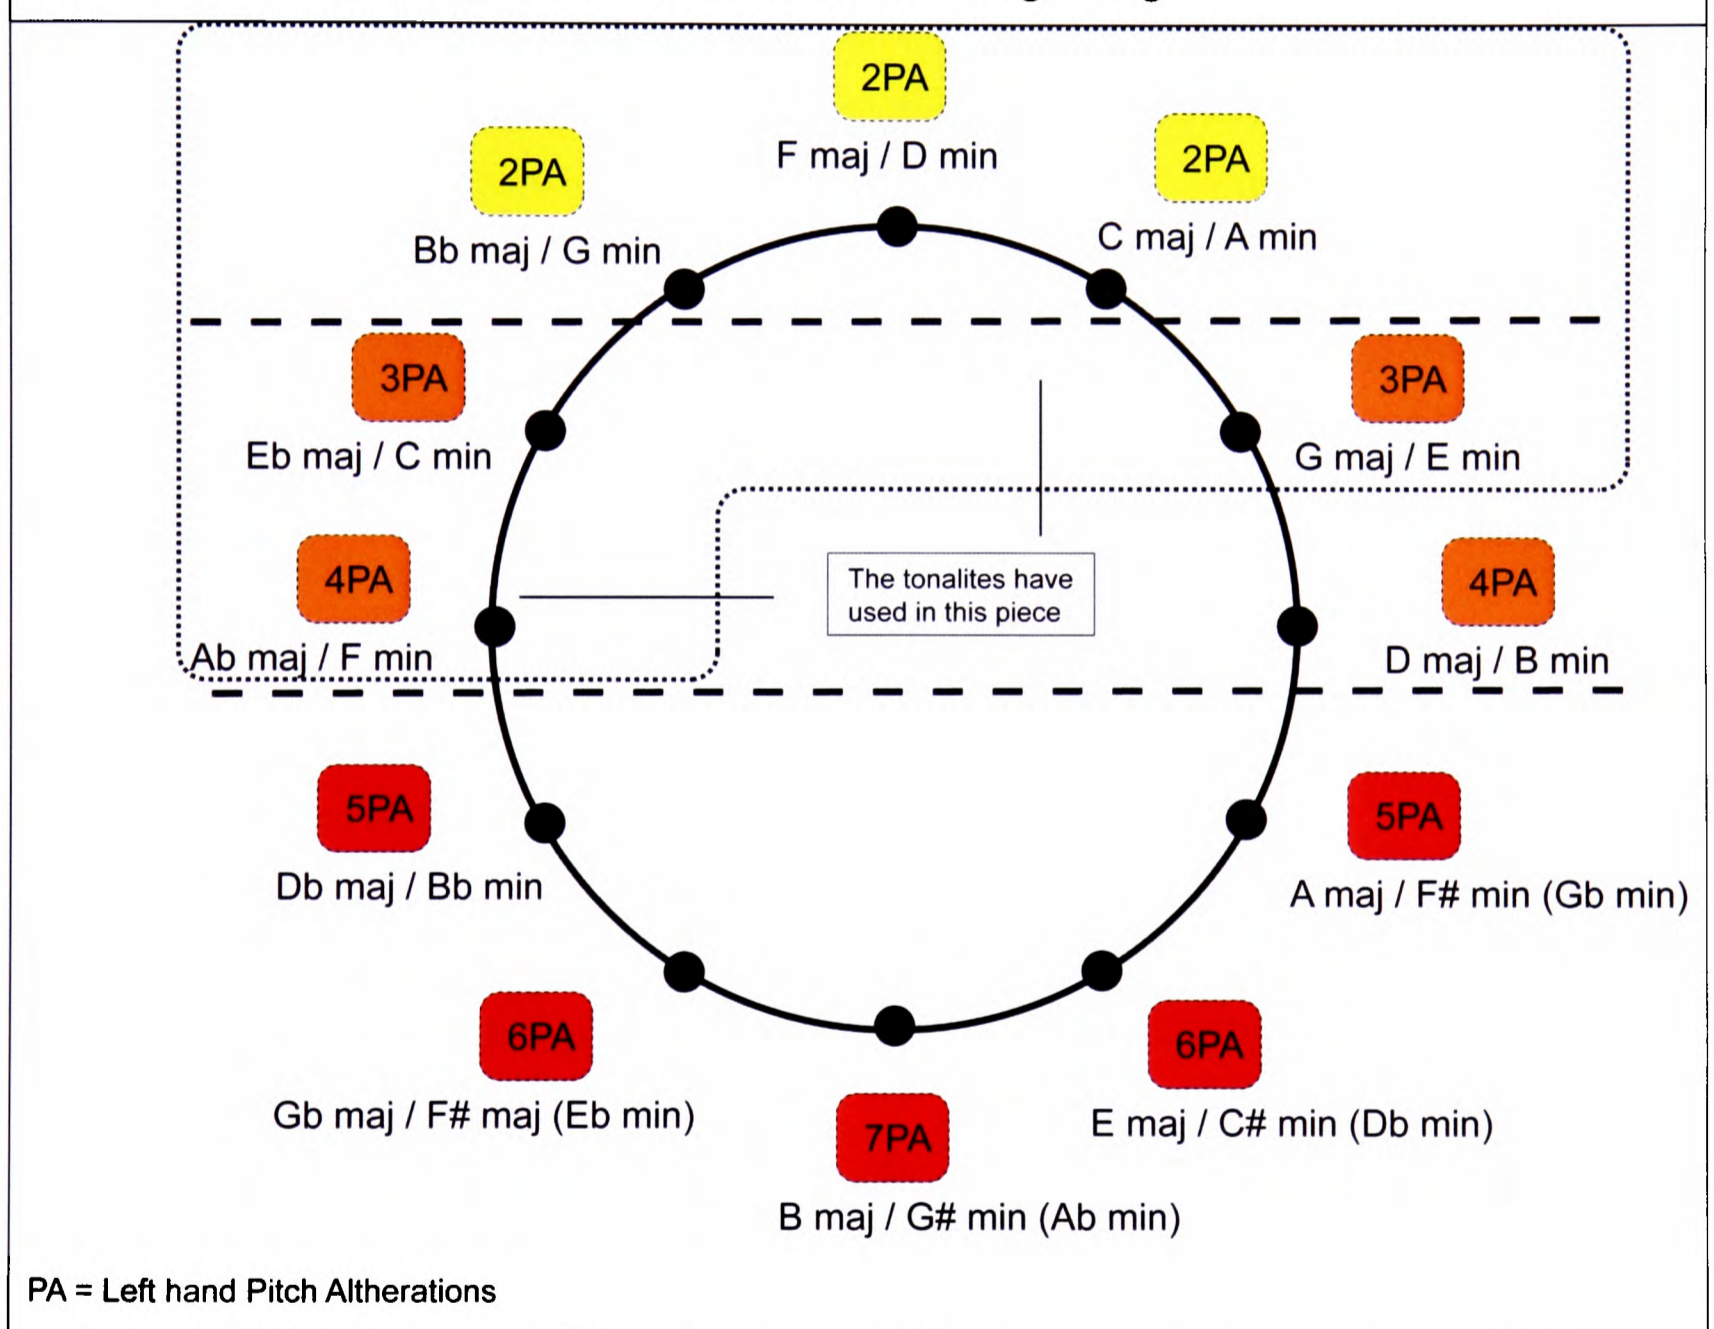 2PA
F maj / D min
2PA
Bb maj / G min
2PA
C maj / A min
3PA
Eb maj / C min
3PA
G maj / E min
4PA
Ab maj / F min
The tonalites have
used in this piece
4PA
D maj / B min
5PA
Db maj / Bb min
5PA
A maj / F# min (Gb min)
6PA
Gb maj / F# maj (Eb min)
6PA
E maj / C# min (Db min)
7PA
B maj / G# min (Ab min)
PA = Left hand Pitch Altherations